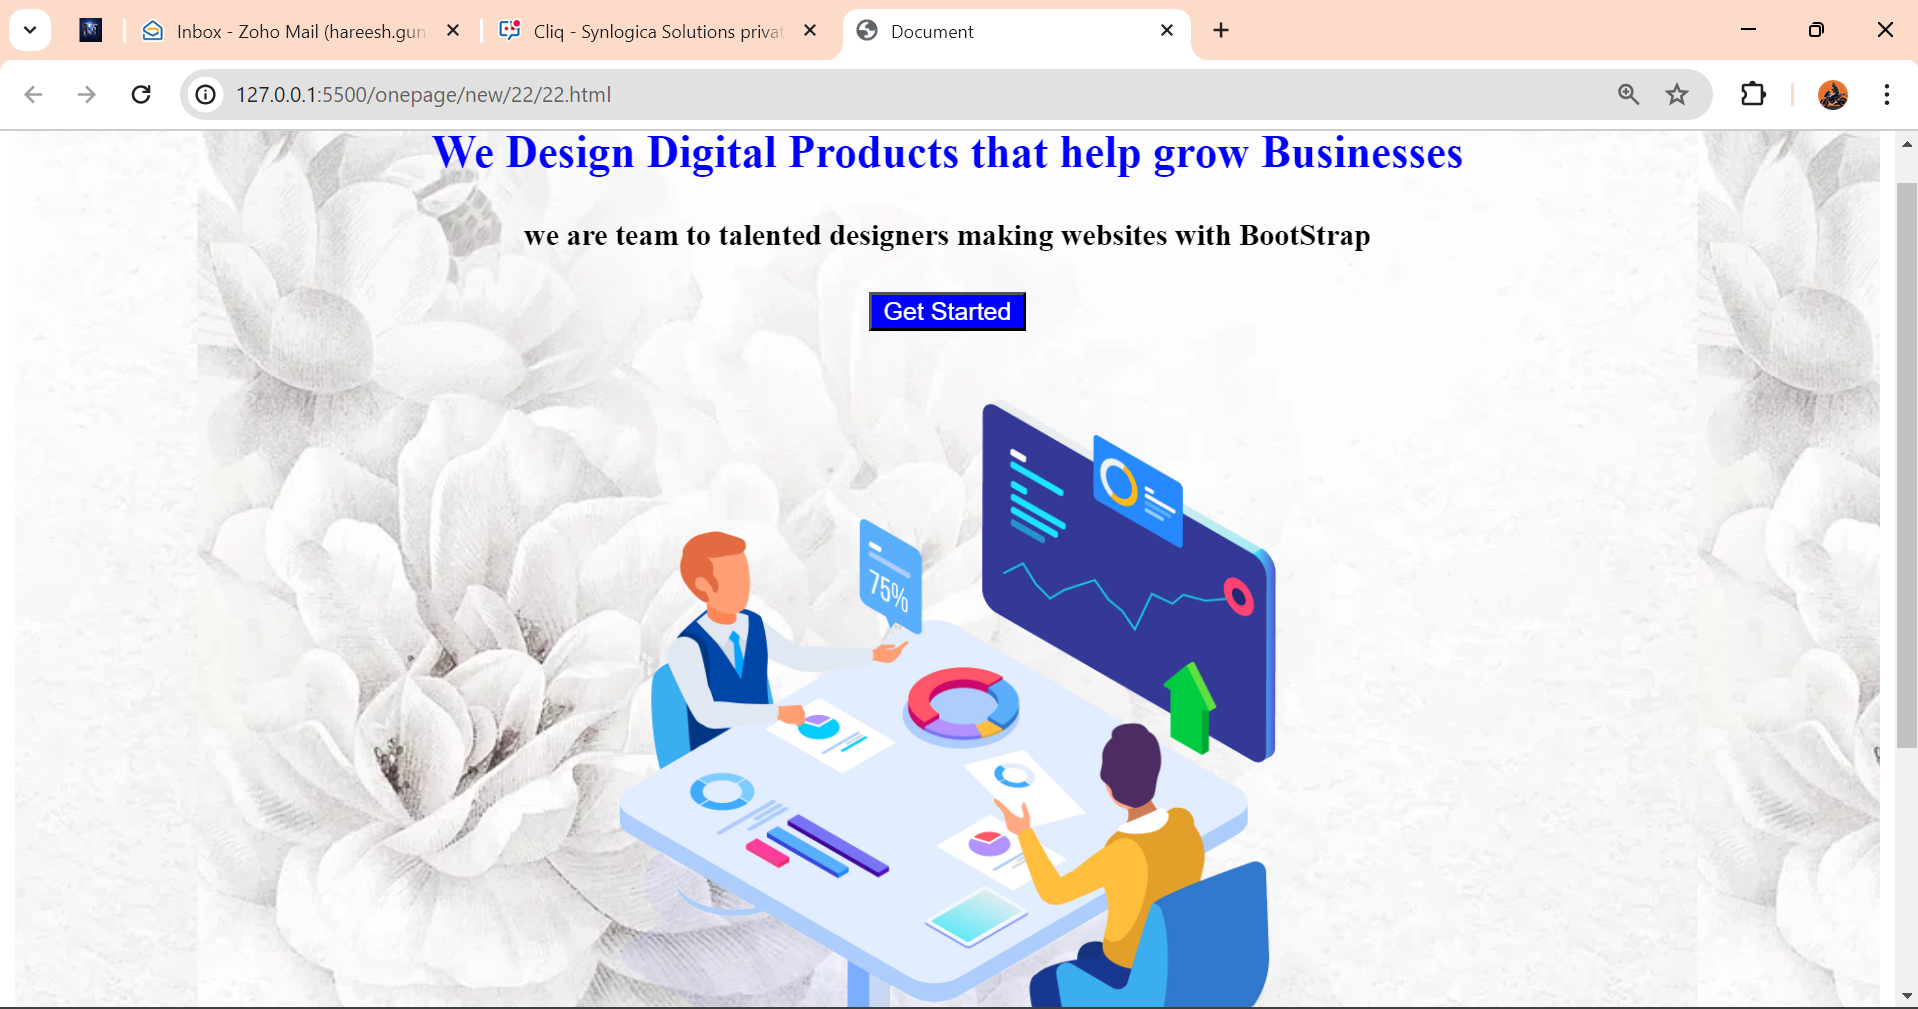 Inbox - Zoho Mail (hareesh.gun
Cliq - Synlogica Solutions privat
Document
127.0.0.1:5500/onepage/new/22/22.html
We Design Digital Products that help grow Businesses
we are team to talented designers making websites with BootStrap
Get Started
75%